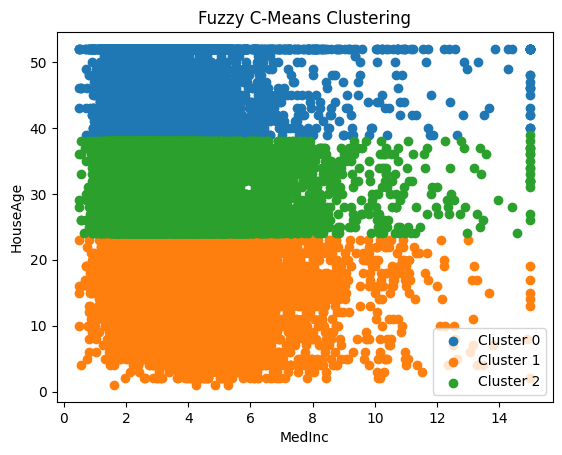 Fuzzy C-Means Clustering
50
40
30
20
10
0
HouseAge
Cluster 0
Cluster 1
Cluster 2
0 2 4 6 8 10 12 14
MedInc